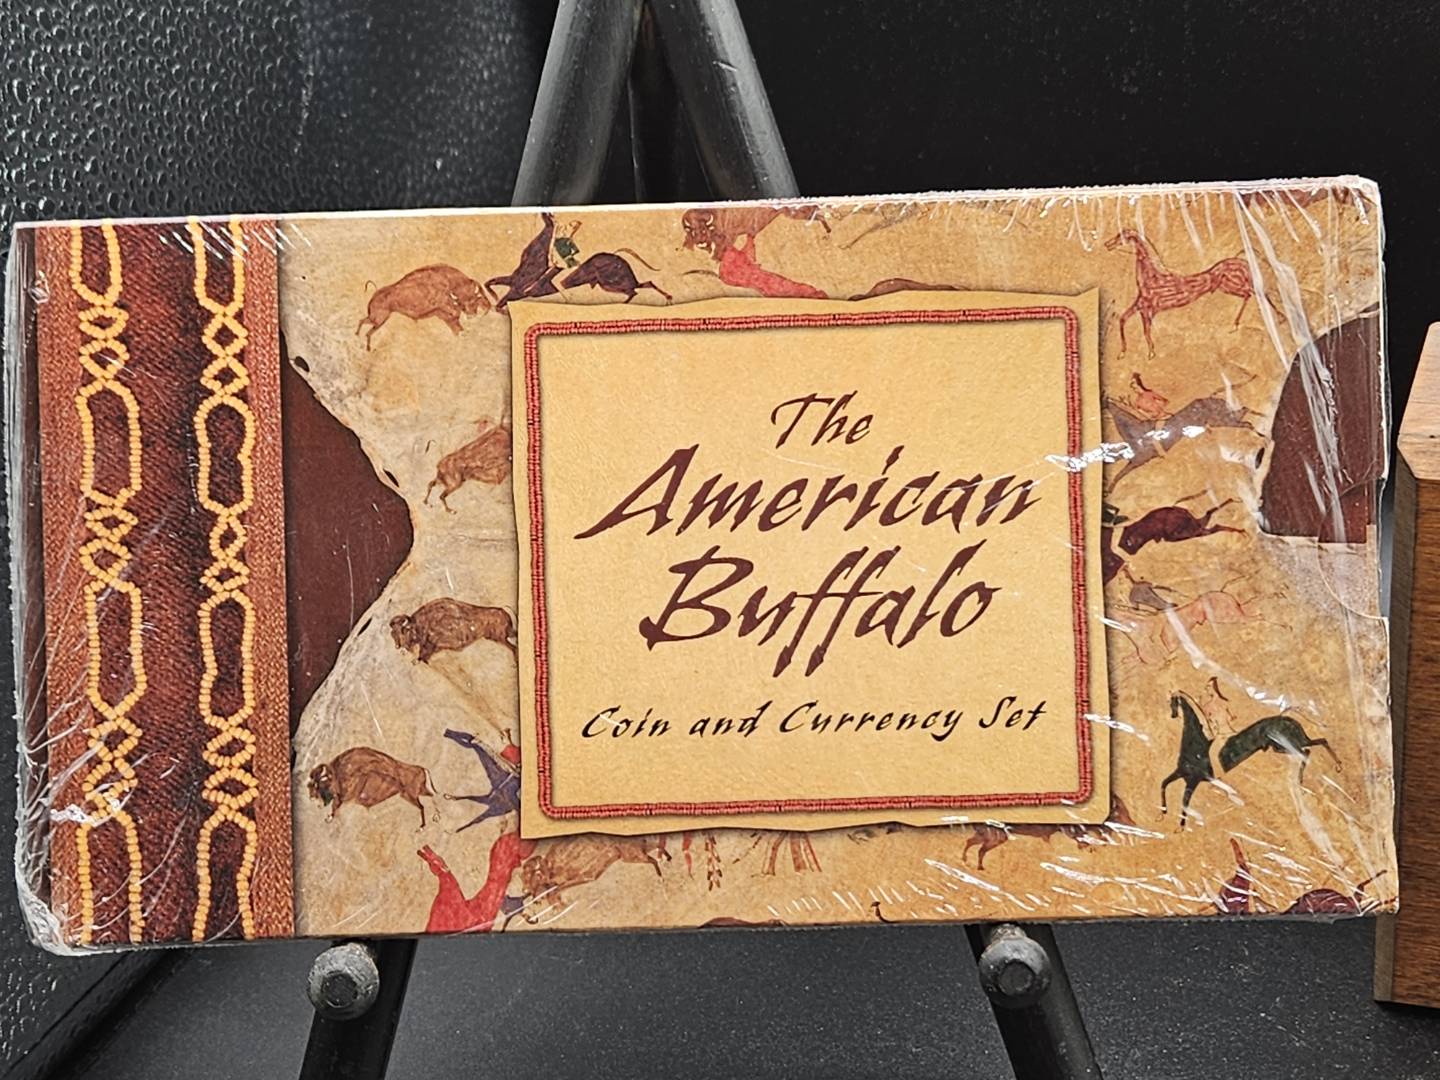 The
American
Buffalo
Coin and Currency Set